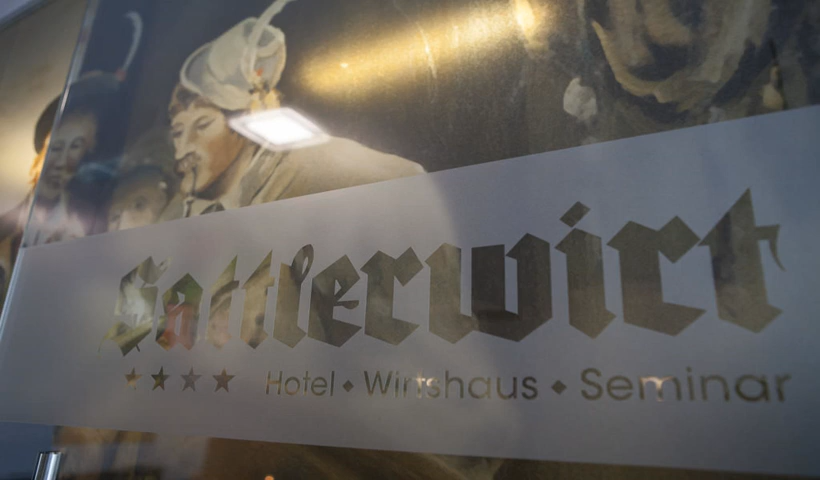 Sattlerwirt
★★★★ Hotel ◆ Wirtshaus ◆ Seminar